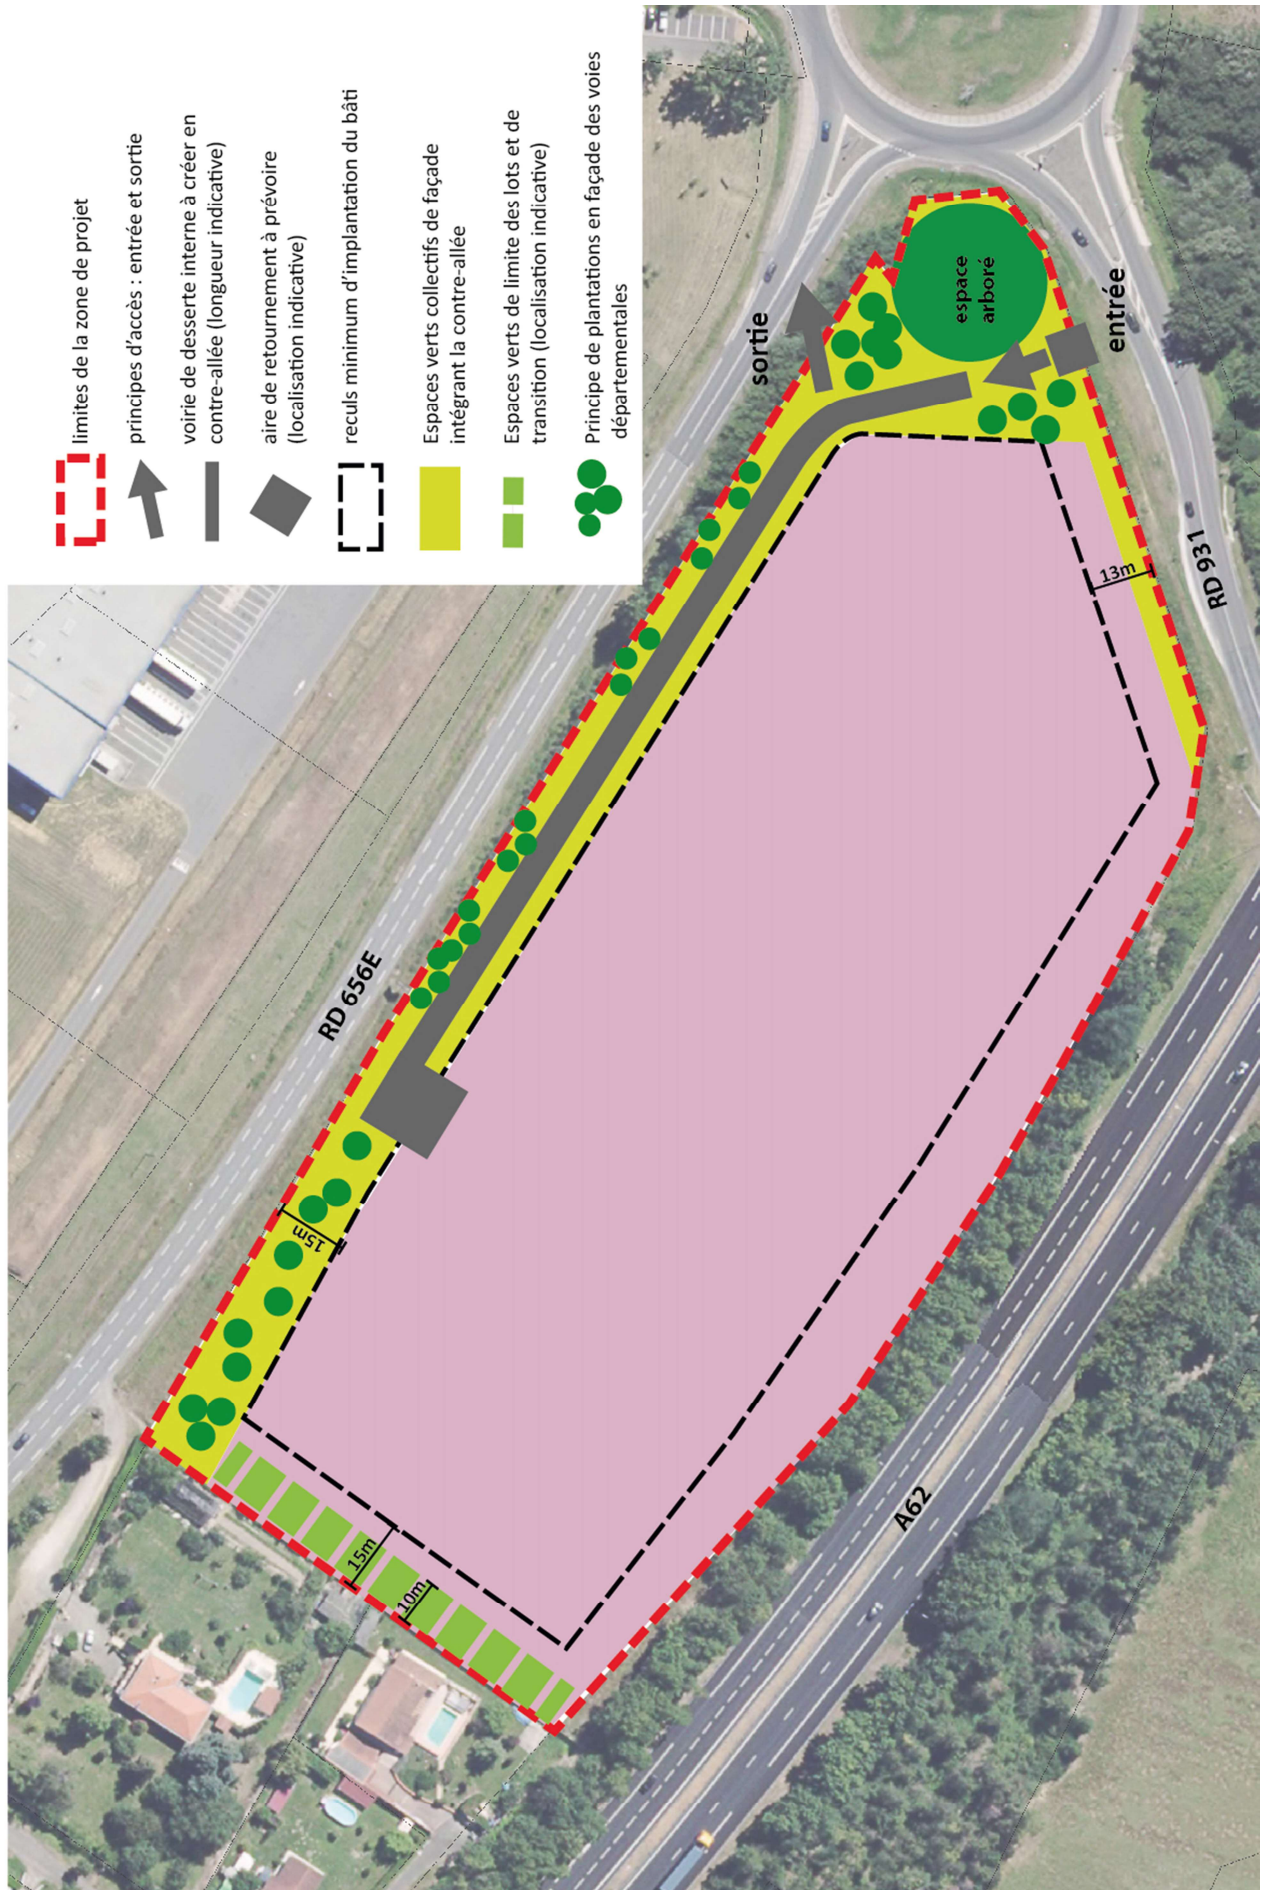 limites de la zone de projet
principes d'accès : entrée et sortie
voirie de desserte interne à créer en
contre-allée (longueur indicative)
aire de retournement à prévoire
(localisation indicative)
reculs minimum d'implantation du bâti
Espaces verts collectifs de façade
intégrant la contre-allée
Espaces verts de limite des lots et de
transition (localisation indicative)
Principe de plantations en façade des voies
départementales
sortie
espace
arboré
entrée
RD 931
13m
RD 656E
15m
15m
10m
A62